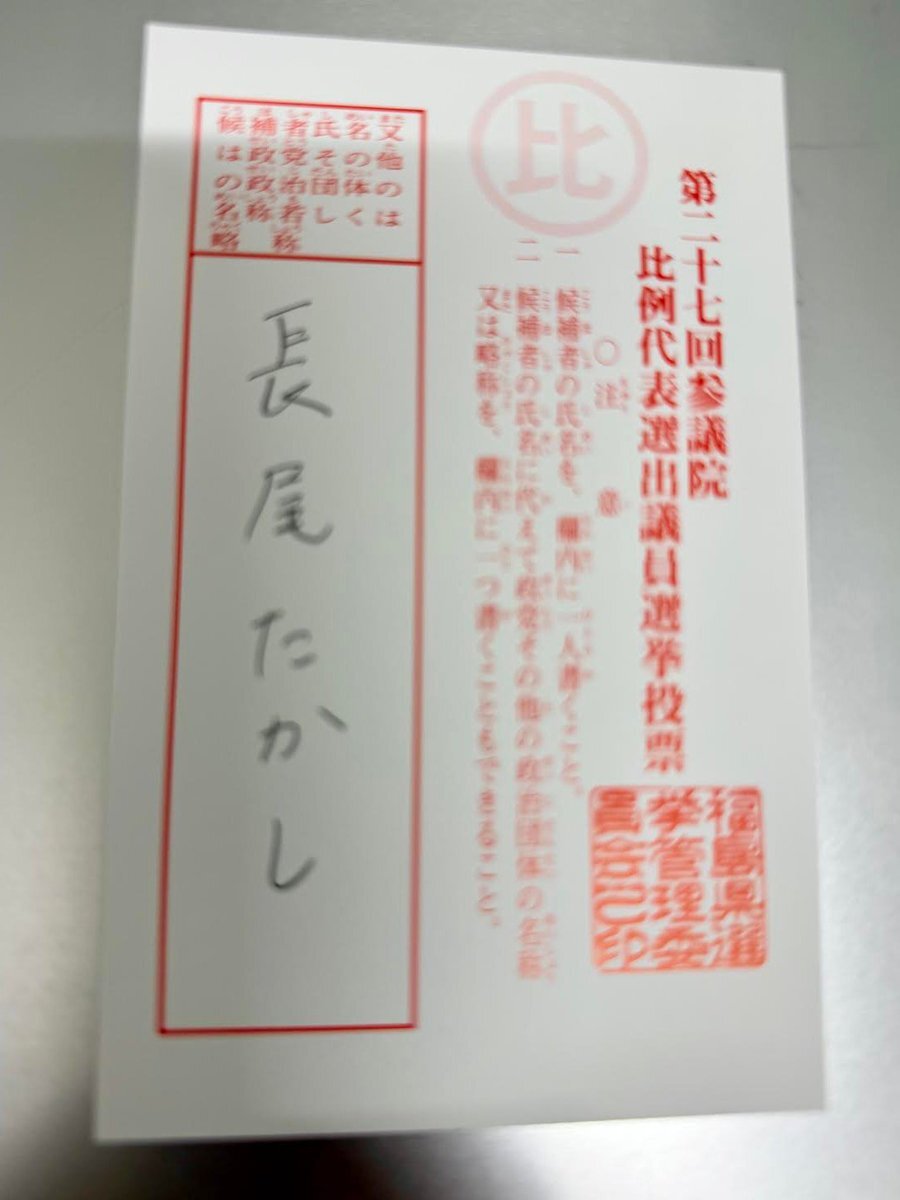 第二十七回参議院
比例代表選出議員選挙投票
福島県選
挙管理委
員会之印
○注意
一 候補者の氏名を、欄内に一人書くこと。
二 候補者の氏名に代えて政党その他の政治団体の名称
又は略称を、欄内に一つ書くこともできること。
比
候補者氏名又
は政党その他
の政治団体の
名称若しくは
略称
長尾たかし